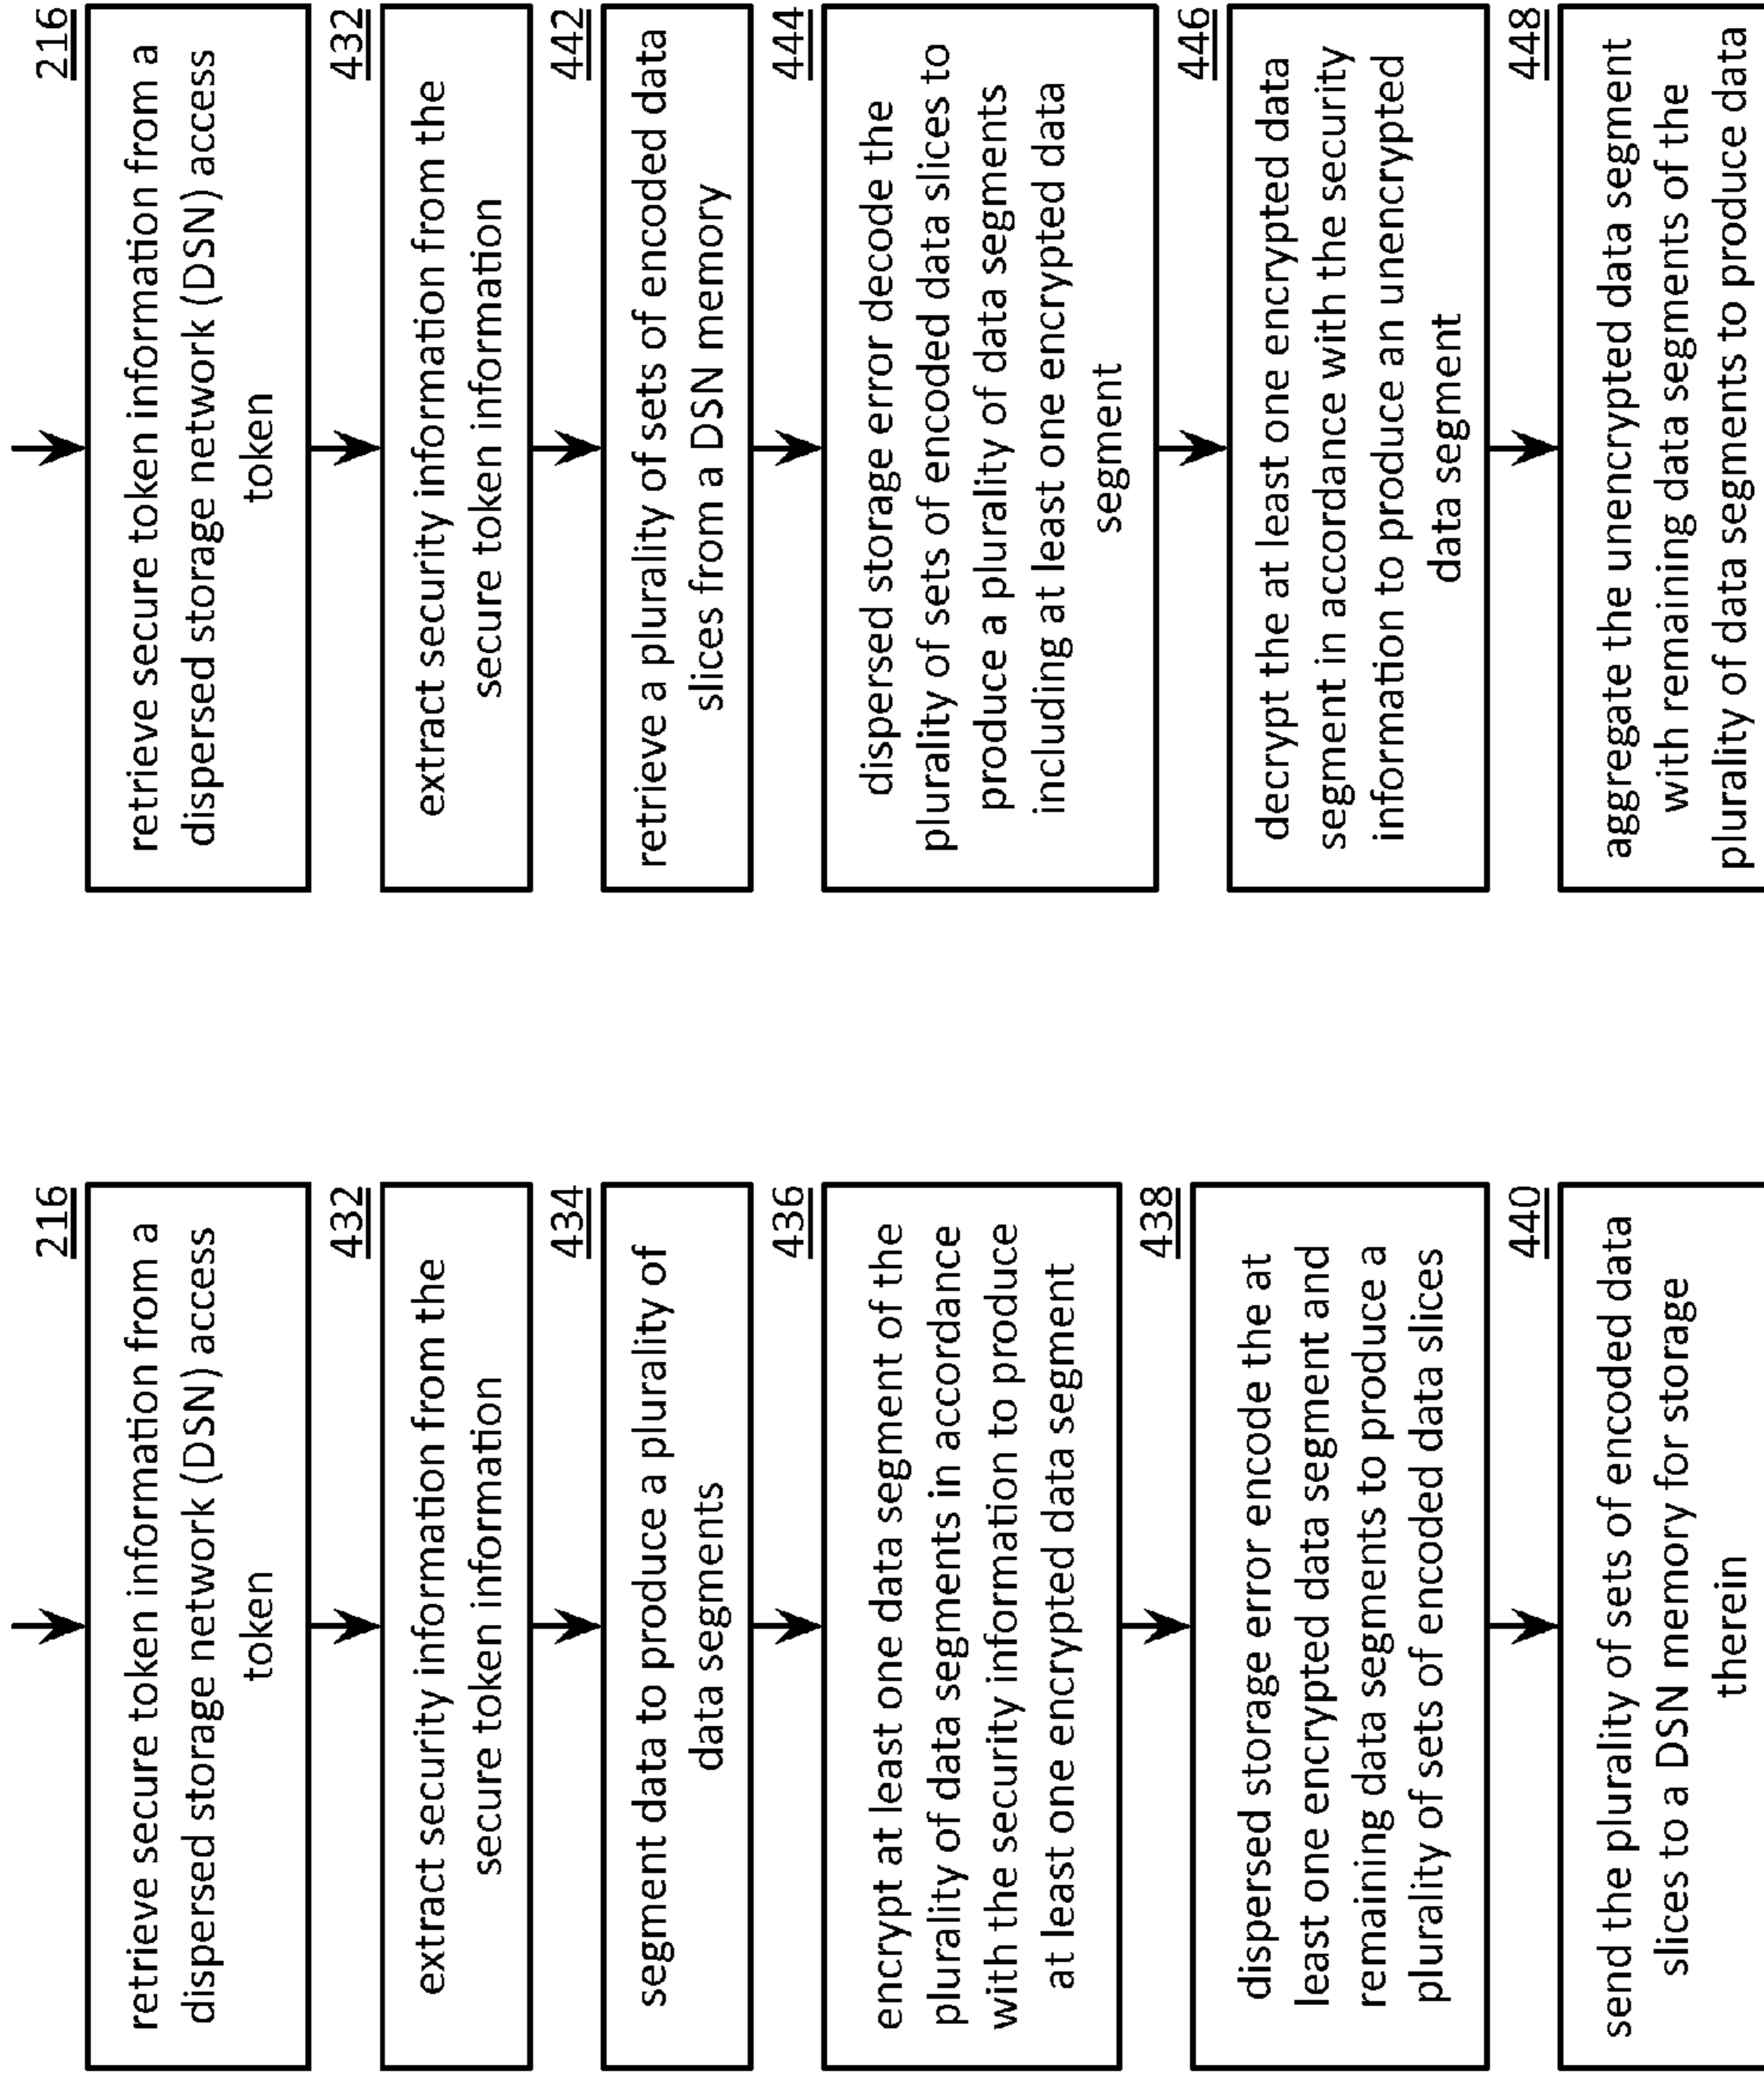 216
retrieve secure token information from a
dispersed storage network (DSN) access
token
432
extract security information from the
secure token information
434
segment data to produce a plurality of
data segments
436
encrypt at least one data segment of the
plurality of data segments in accordance
with the security information to produce
at least one encrypted data segment
438
dispersed storage error encode the at
least one encrypted data segment and
remaining data segments to produce a
plurality of sets of encoded data slices
440
send the plurality of sets of encoded data
slices to a DSN memory for storage
therein
216
retrieve secure token information from a
dispersed storage network (DSN) access
token
432
extract security information from the
secure token information
442
retrieve a plurality of sets of encoded data
slices from a DSN memory
444
dispersed storage error decode the
plurality of sets of encoded data slices to
produce a plurality of data segments
including at least one encrypted data
segment
446
decrypt the at least one encrypted data
segment in accordance with the security
information to produce an unencrypted
data segment
448
aggregate the unencrypted data segment
with remaining data segments of the
plurality of data segments to produce data